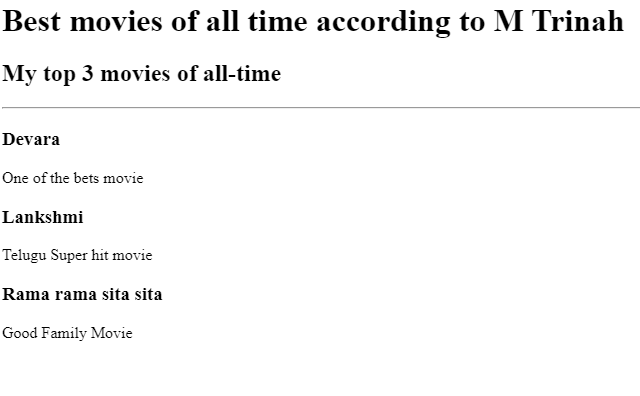 Best movies of all time according to M Trinah
My top 3 movies of all-time
Devara
One of the bets movie
Lankshmi
Telugu Super hit movie
Rama rama sita sita
Good Family Movie